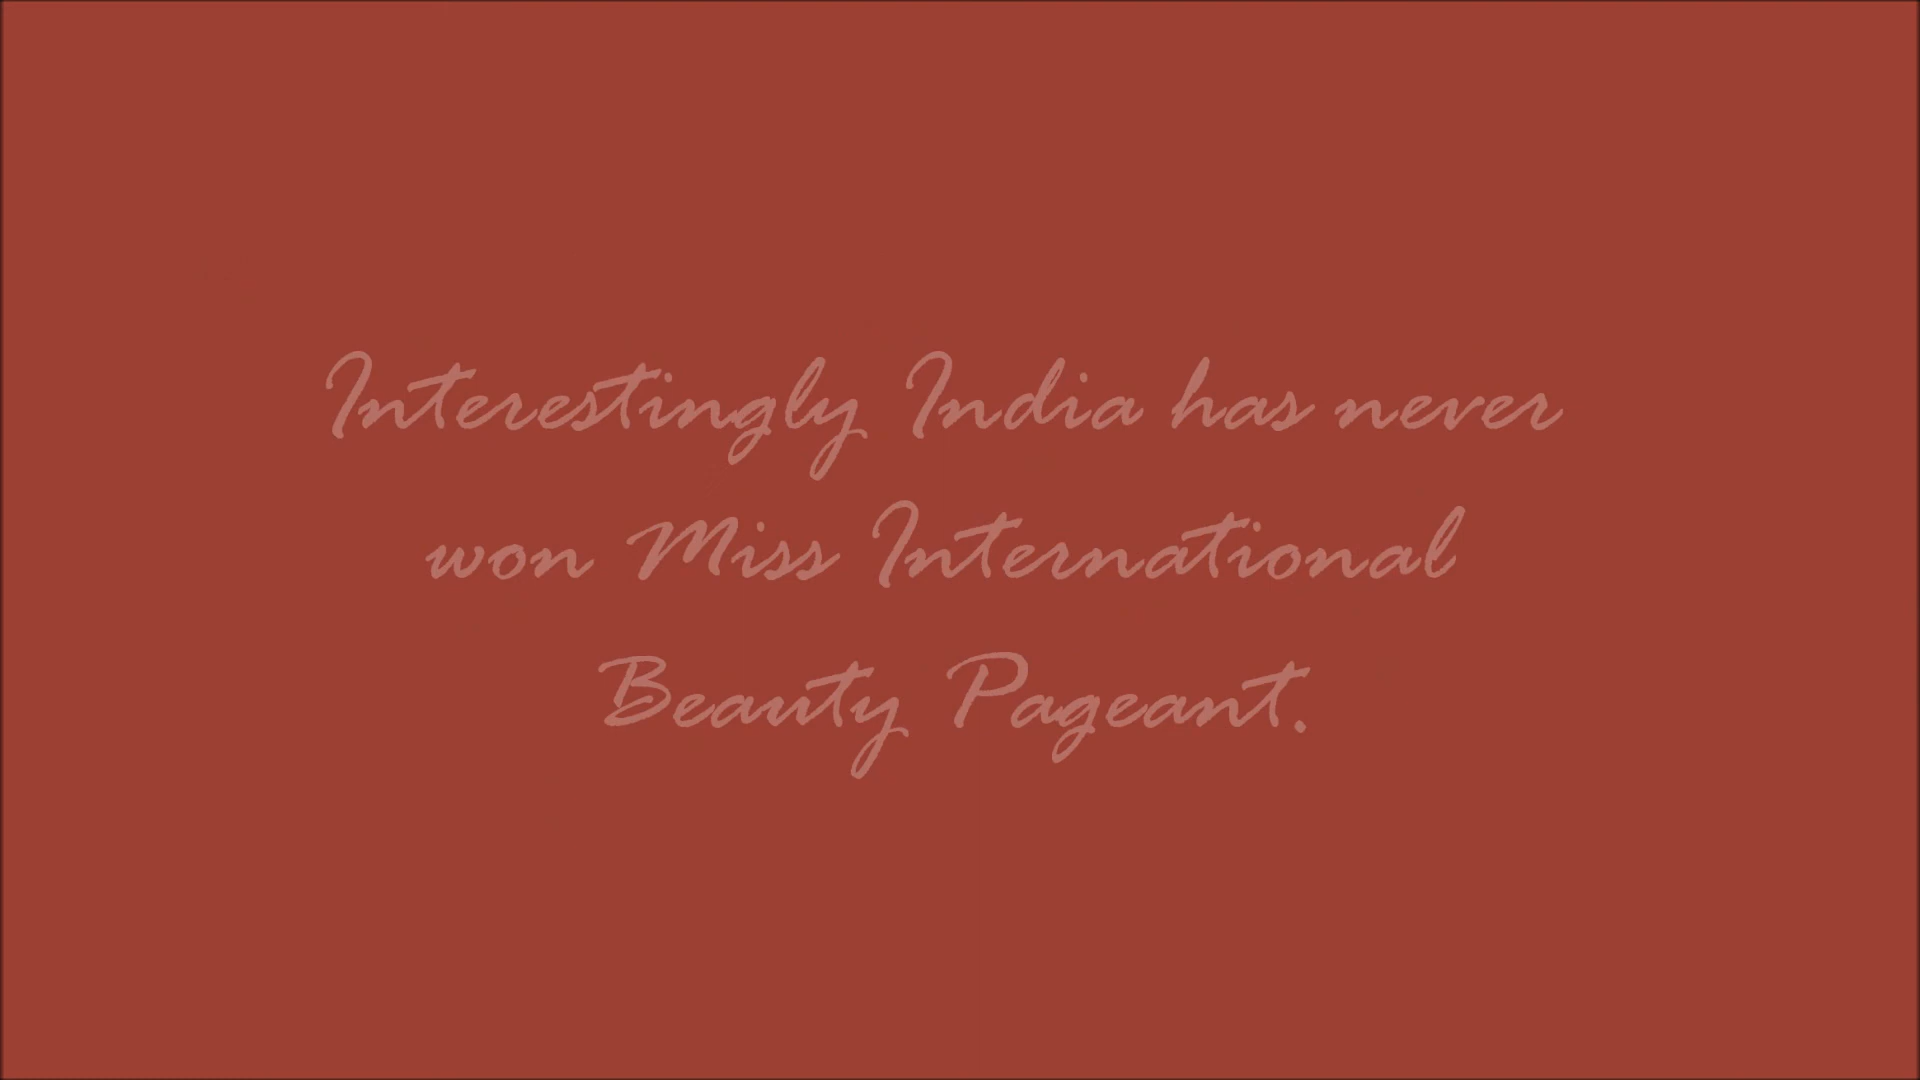 Interestingly India has never
won Miss International
Beauty Pageant.